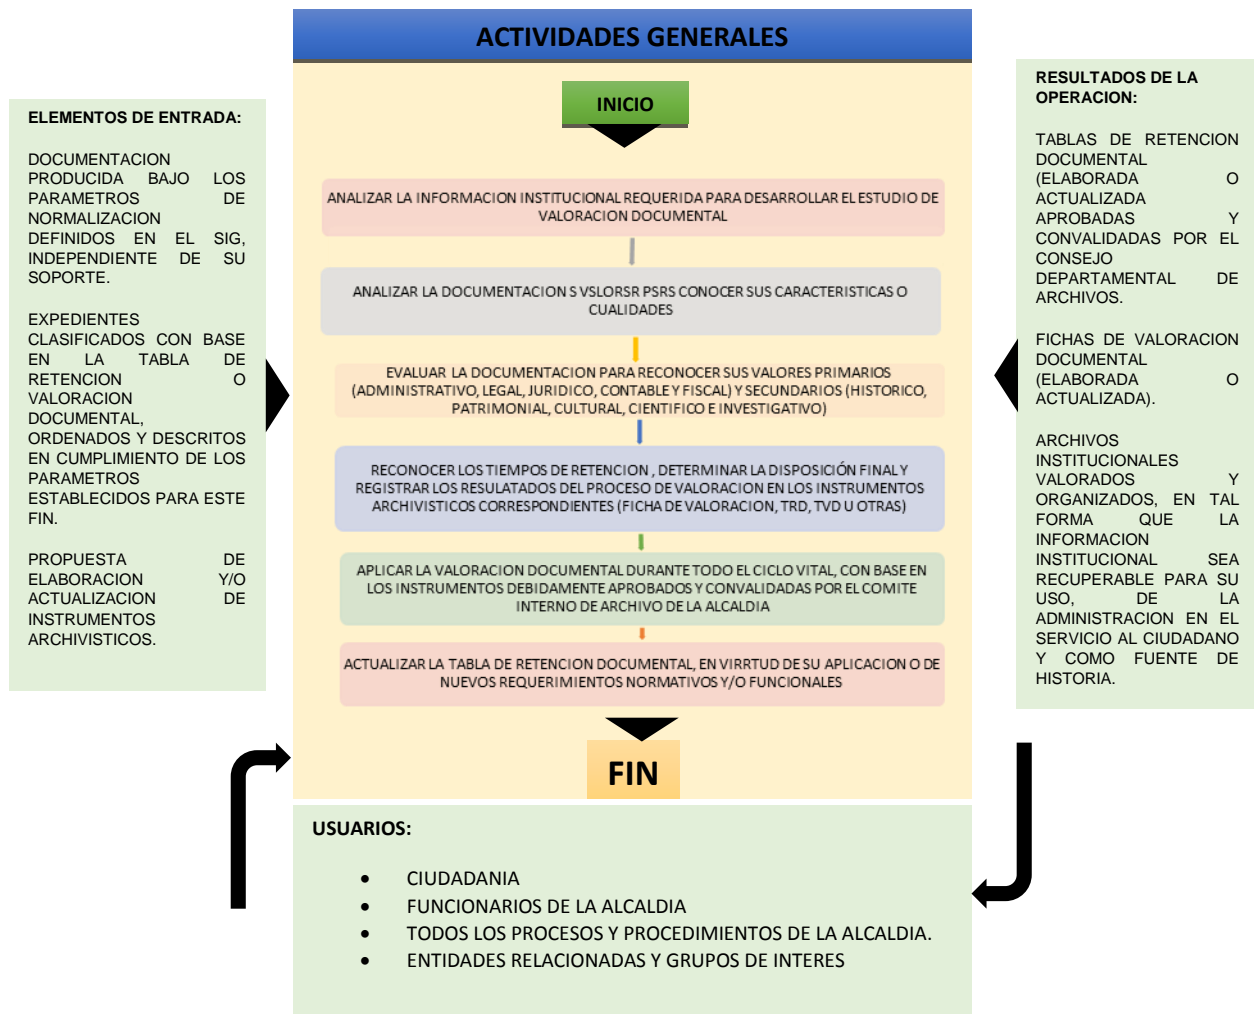 ACTIVIDADES GENERALES
INICIO
ELEMENTOS DE ENTRADA:
DOCUMENTACION
PRODUCIDA BAJO LOS
PARAMETROS DE
NORMALIZACION
DEFINIDOS EN EL SIG,
INDEPENDIENTE DE SU
SOPORTE.
EXPEDIENTES
CLASIFICADOS CON BASE
EN LA TABLA DE
RETENCION O
VALORACION
DOCUMENTAL,
ORDENADOS Y DESCRITOS
EN CUMPLIMIENTO DE LOS
PARAMETROS
ESTABLECIDOS PARA ESTE
FIN.
PROPUESTA DE
ELABORACION Y/O
ACTUALIZACION DE
INSTRUMENTOS
ARCHIVISTICOS.
ANALIZAR LA INFORMACION INSTITUCIONAL REQUERIDA PARA DESARROLLAR EL ESTUDIO DE
VALORACION DOCUMENTAL
ANALIZAR LA DOCUMENTACION S VSLORSR PSRS CONOCER SUS CARACTERISTICAS O
CUALIDADES
EVALUAR LA DOCUMENTACION PARA RECONOCER SUS VALORES PRIMARIOS
(ADMINISTRATIVO, LEGAL, JURIDICO, CONTABLE Y FISCAL) Y SECUNDARIOS (HISTORICO,
PATRIMONIAL, CULTURAL, CIENTIFICO E INVESTIGATIVO)
RECONOCER LOS TIEMPOS DE RETENCION , DETERMINAR LA DISPOSICIÓN FINAL Y
REGISTRAR LOS RESULATADOS DEL PROCESO DE VALORACION EN LOS INSTRUMENTOS
ARCHIVISTICOS CORRESPONDIENTES (FICHA DE VALORACION, TRD, TVD U OTRAS)
APLICAR LA VALORACION DOCUMENTAL DURANTE TODO EL CICLO VITAL, CON BASE EN
LOS INSTRUMENTOS DEBIDAMENTE APROBADOS Y CONVALIDADAS POR EL COMITE
INTERNO DE ARCHIVO DE LA ALCALDIA
ACTUALIZAR LA TABLA DE RETENCION DOCUMENTAL, EN VIRRTUD DE SU APLICACION O DE
NUEVOS REQUERIMIENTOS NORMATIVOS Y/O FUNCIONALES
FIN
RESULTADOS DE LA
OPERACION:
TABLAS DE RETENCION
DOCUMENTAL
(ELABORADA O
ACTUALIZADA
APROBADAS Y
CONVALIDADAS POR EL
CONSEJO
DEPARTAMENTAL DE
ARCHIVOS.
FICHAS DE VALORACION
DOCUMENTAL
(ELABORADA O
ACTUALIZADA).
ARCHIVOS
INSTITUCIONALES
VALORADOS Y
ORGANIZADOS, EN TAL
FORMA QUE LA
INFORMACION
INSTITUCIONAL SEA
RECUPERABLE PARA SU
USO, DE LA
ADMINISTRACION EN EL
SERVICIO AL CIUDADANO
Y COMO FUENTE DE
HISTORIA.
USUARIOS:
• CIUDADANIA
• FUNCIONARIOS DE LA ALCALDIA
• TODOS LOS PROCESOS Y PROCEDIMIENTOS DE LA ALCALDIA.
• ENTIDADES RELACIONADAS Y GRUPOS DE INTERES